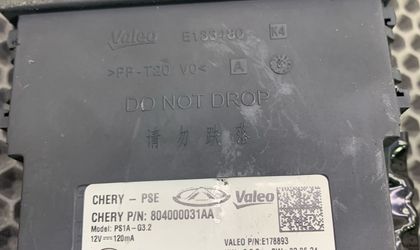 Valeo E183480 K4
>PP-T20 V0< A
DO NOT DROP
请勿跌落
CHERY - PSE Valeo
CHERY P/N: 804000031AA
Model: PS1A-G3.2
12V 120mA
VALEO P/N:E178893